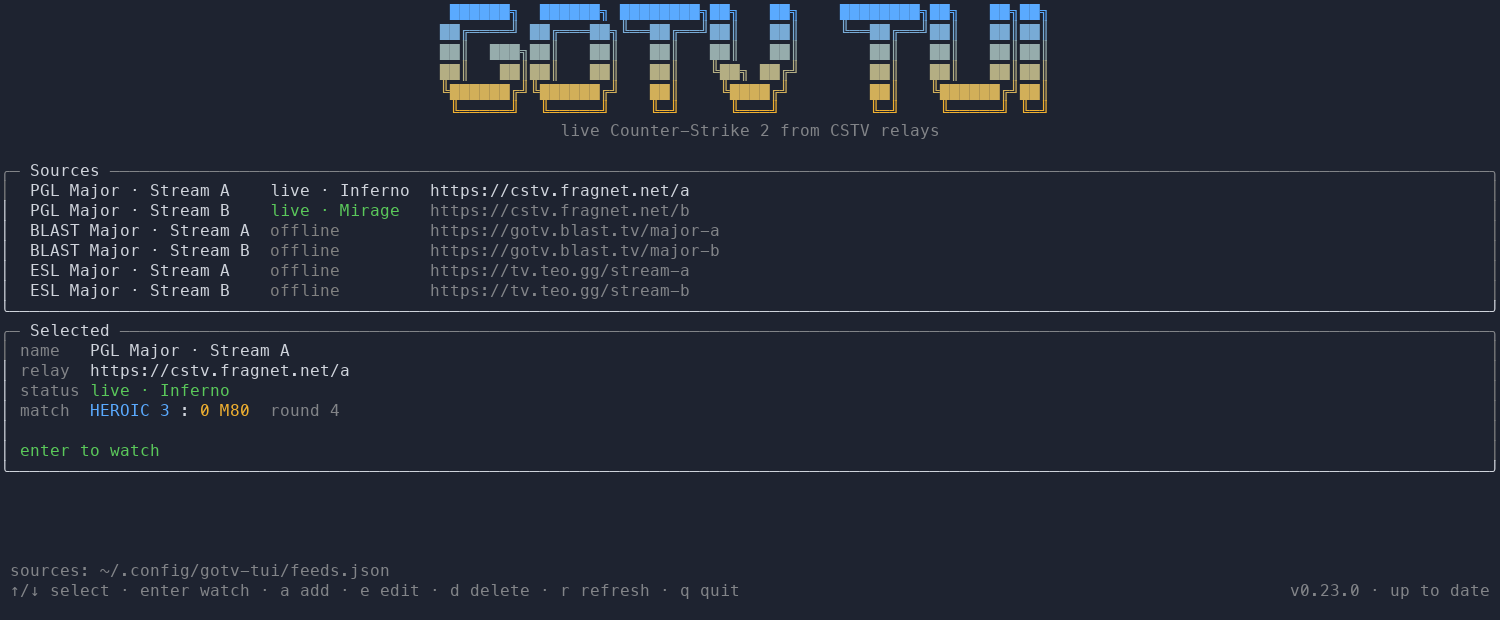 GOTV TUI
live Counter-Strike 2 from CSTV relays
Sources
PGL Major · Stream A live · Inferno https://cstv.fragnet.net/a
PGL Major · Stream B live · Mirage https://cstv.fragnet.net/b
BLAST Major · Stream A offline https://gotv.blast.tv/major-a
BLAST Major · Stream B offline https://gotv.blast.tv/major-b
ESL Major · Stream A offline https://tv.teo.gg/stream-a
ESL Major · Stream B offline https://tv.teo.gg/stream-b
Selected
name PGL Major · Stream A
relay https://cstv.fragnet.net/a
status live · Inferno
match HEROIC 3 : 0 M80 round 4
enter to watch
sources: ~/.config/gotv-tui/feeds.json
↑/↓ select · enter watch · a add · e edit · d delete · r refresh · q quit v0.23.0 · up to date